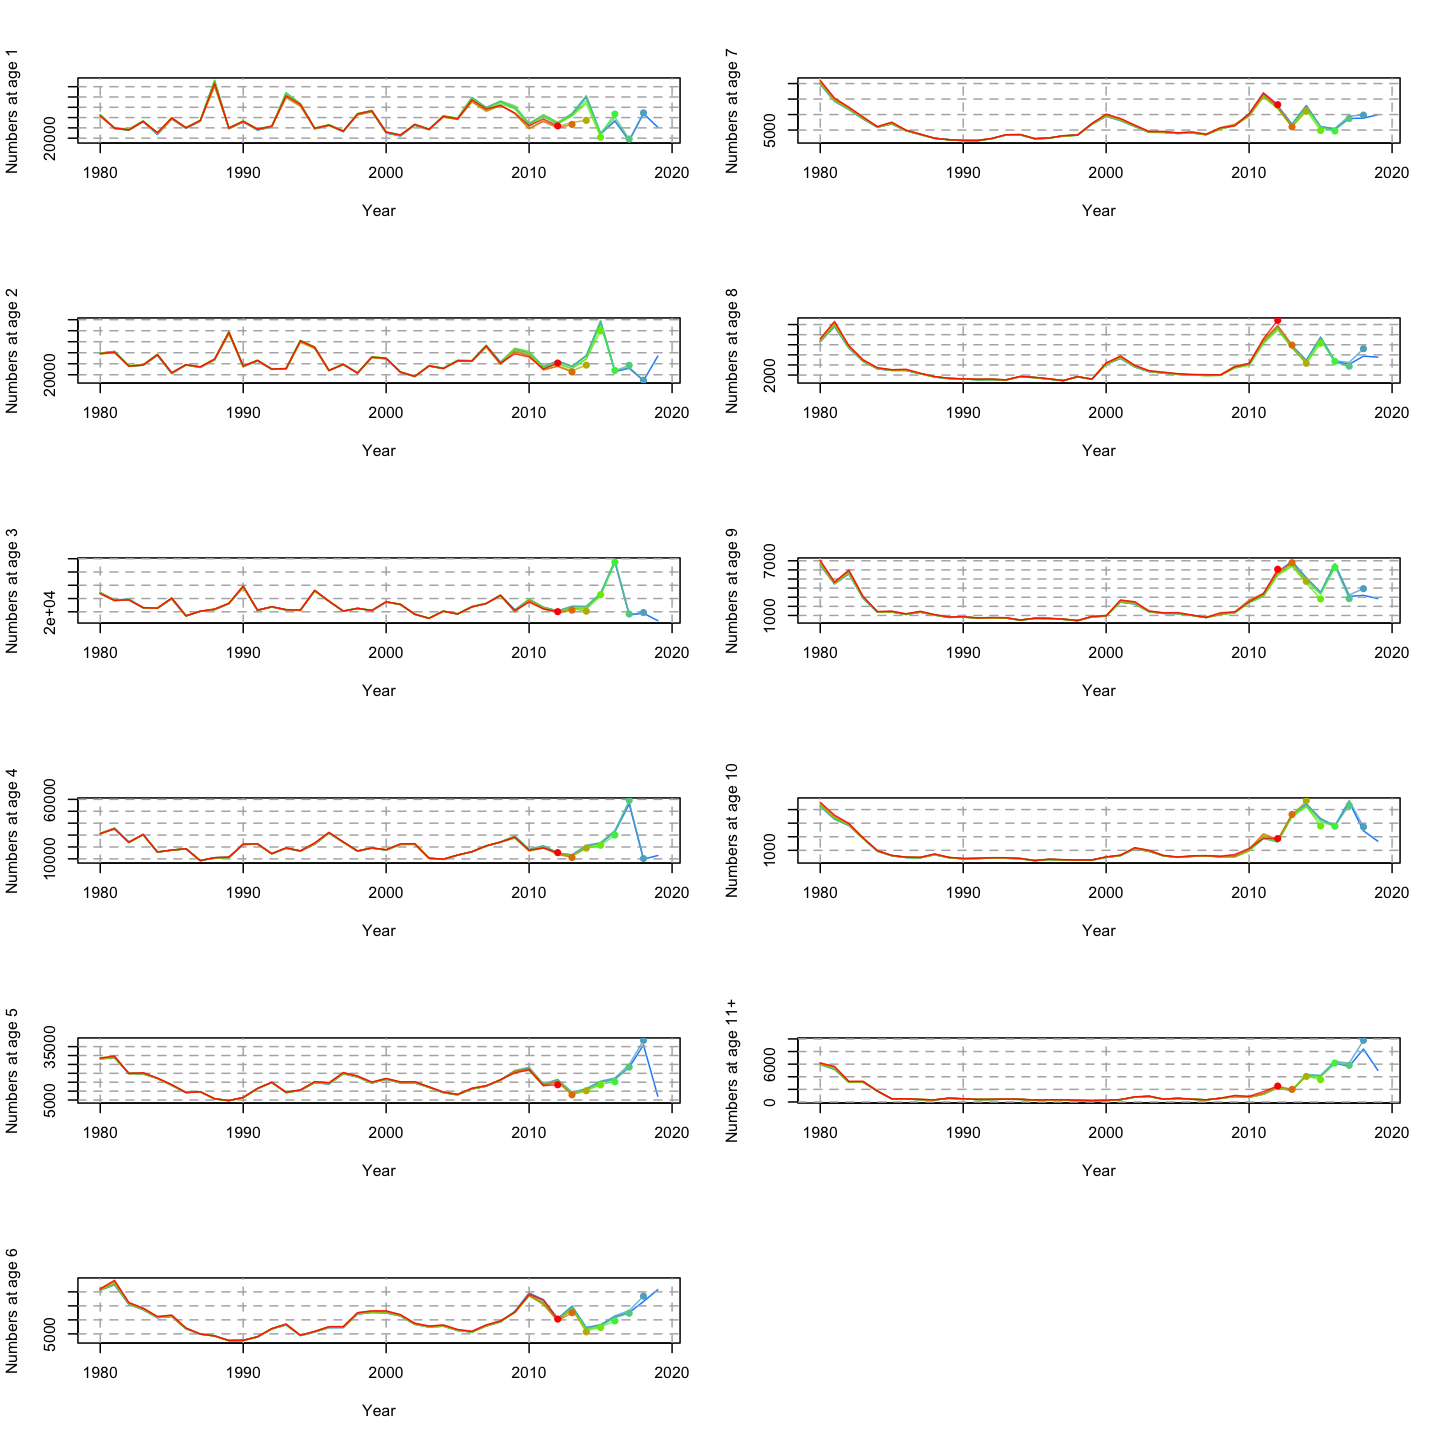 Numbers at age 1
20000
1980 1990 2000 2010 2020
Year
Numbers at age 2
20000
1980 1990 2000 2010 2020
Year
Numbers at age 3
2e+04
1980 1990 2000 2010 2020
Year
Numbers at age 4
10000 60000
1980 1990 2000 2010 2020
Year
Numbers at age 5
5000 35000
1980 1990 2000 2010 2020
Year
Numbers at age 6
5000
1980 1990 2000 2010 2020
Year
Numbers at age 7
5000
1980 1990 2000 2010 2020
Year
Numbers at age 8
2000
1980 1990 2000 2010 2020
Year
Numbers at age 9
1000 7000
1980 1990 2000 2010 2020
Year
Numbers at age 10
1000
1980 1990 2000 2010 2020
Year
Numbers at age 11+
0 6000
1980 1990 2000 2010 2020
Year